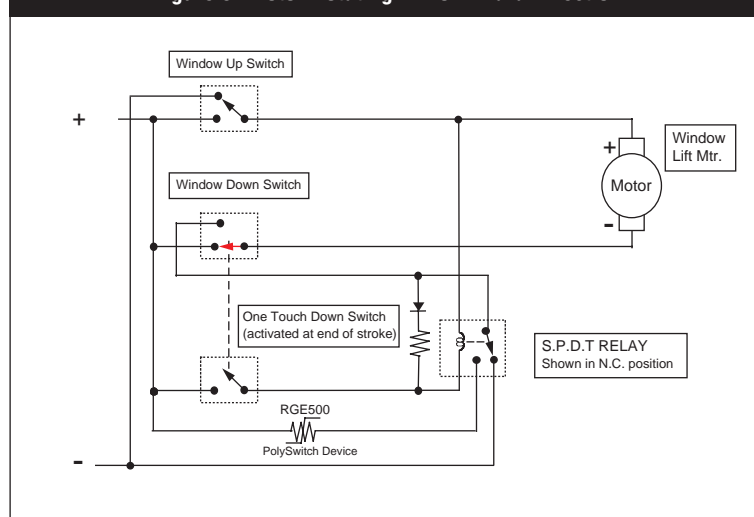 Window Up Switch
+
Window
Lift Mtr.
+
Motor
-
Window Down Switch
One Touch Down Switch
(activated at end of stroke)
S.P.D.T RELAY
Shown in N.C. position
RGE500
PolySwitch Device
-